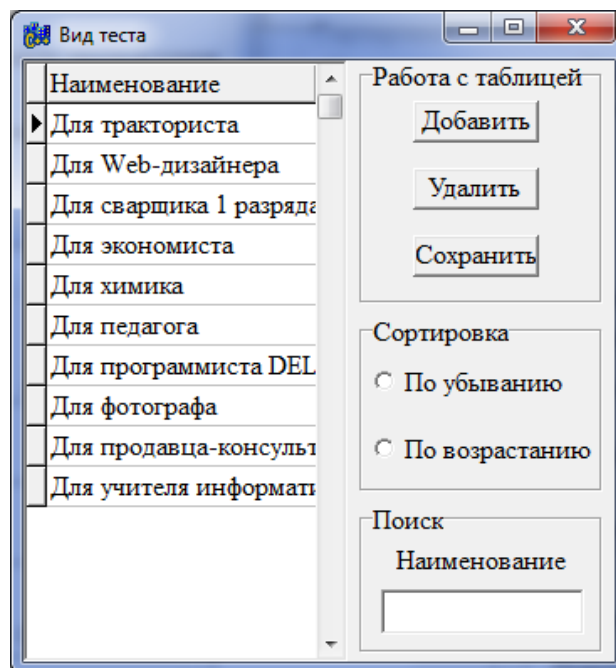 Вид теста
Наименование
Для тракториста
Для Web-дизайнера
Для сварщика 1 разряда
Для экономиста
Для химика
Для педагога
Для программиста DEL
Для фотографа
Для продавца-консульт
Для учителя информати
Работа с таблицей
Добавить
Удалить
Сохранить
Сортировка
По убыванию
По возрастанию
Поиск
Наименование